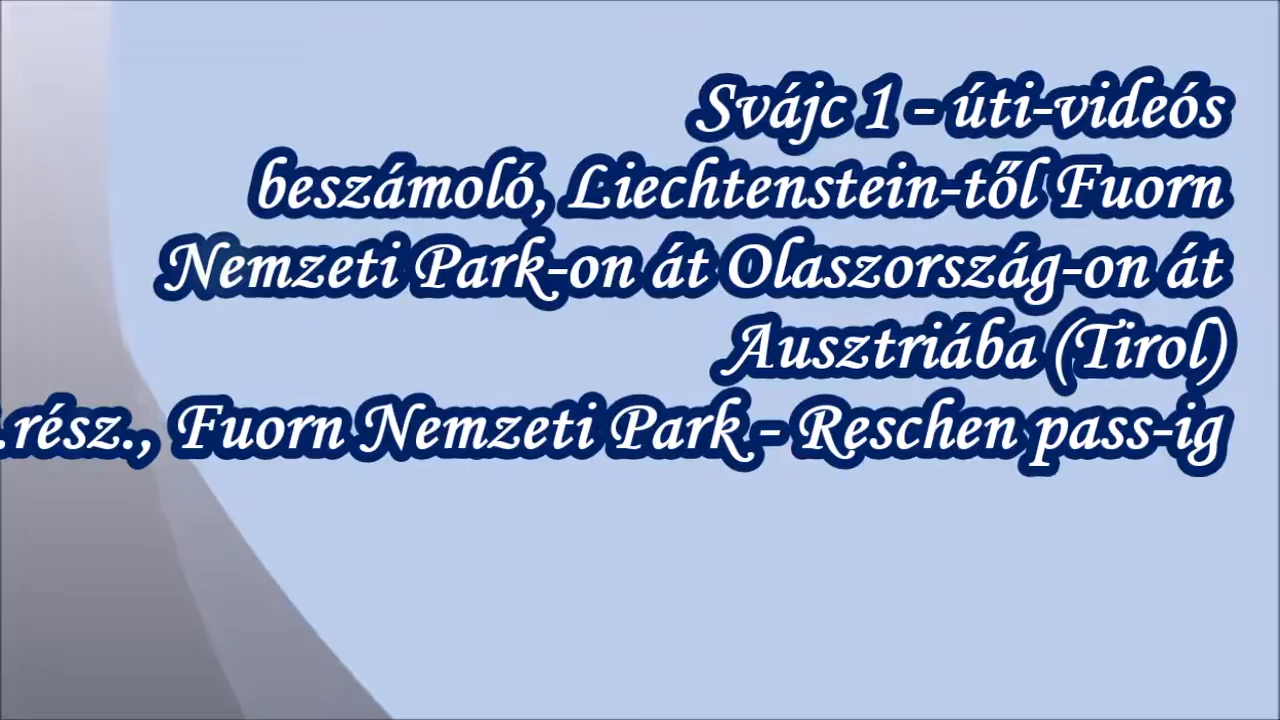 Svájc 1 - úti-videós
beszámoló, Liechtenstein-től Fuorn
Nemzeti Park-on át Olaszország-on át
Ausztriába (Tirol)
.rész., Fuorn Nemzeti Park - Reschen pass-ig